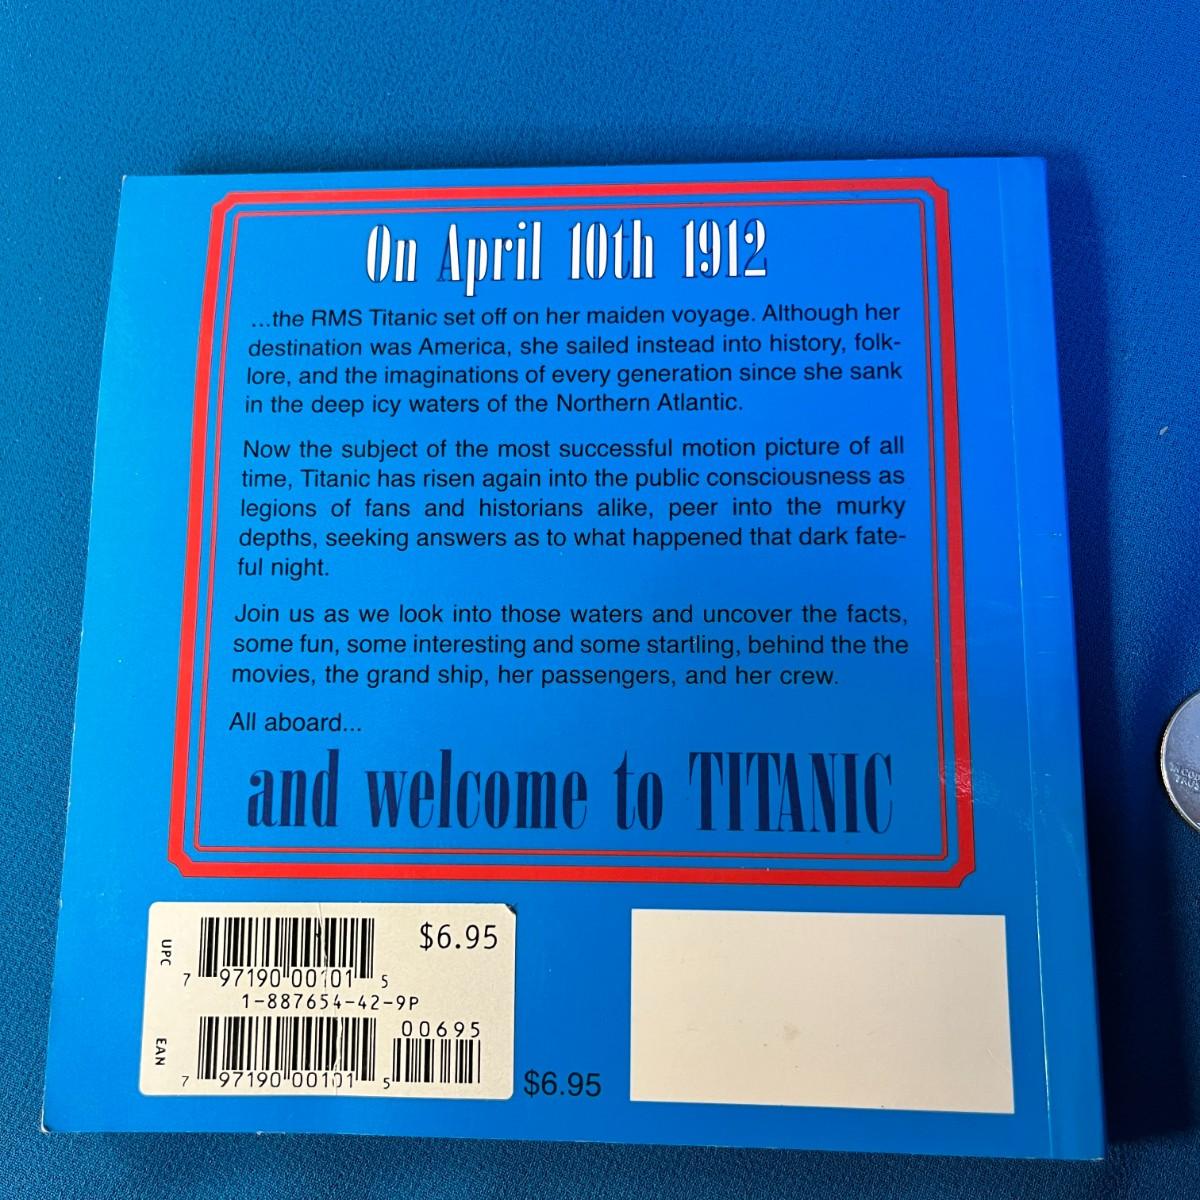 On April 10th 1912
...the RMS Titanic set off on her maiden voyage. Although her
destination was America, she sailed instead into history, folk-
lore, and the imaginations of every generation since she sank
in the deep icy waters of the Northern Atlantic.
Now the subject of the most successful motion picture of all
time, Titanic has risen again into the public consciousness as
legions of fans and historians alike, peer into the murky
depths, seeking answers as to what happened that dark fate-
ful night.
Join us as we look into those waters and uncover the facts,
some fun, some interesting and some startling, behind the the
movies, the grand ship, her passengers, and her crew.
All aboard...
and welcome to TITANIC
UPC
$6.95
7 97190 00101 5
1-887654-42-9P
EAN
00695
7 97190 00101 5
$6.95